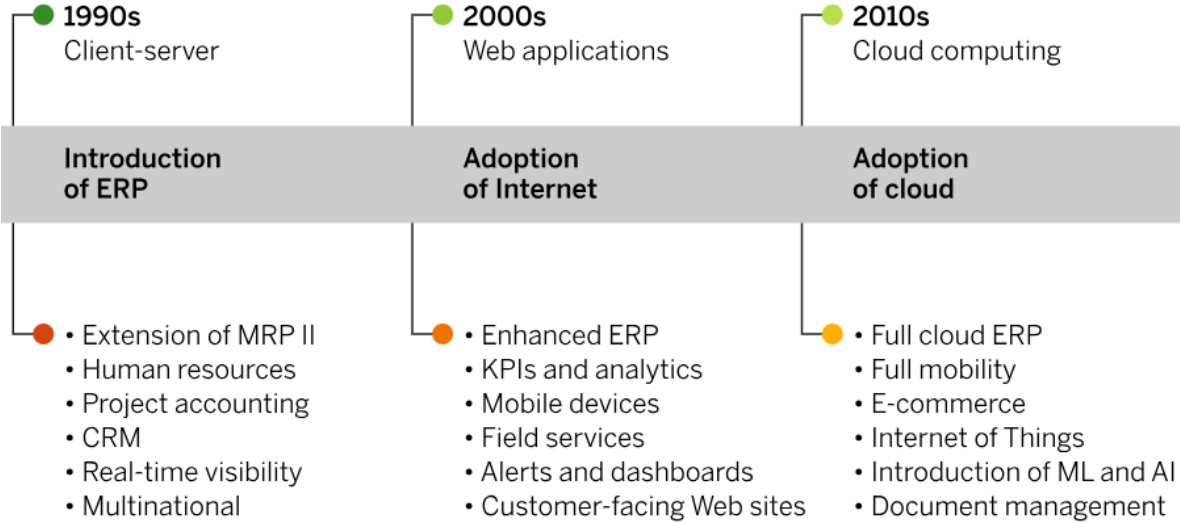 1990s
Client-server
2000s
Web applications
2010s
Cloud computing
Introduction
of ERP
Adoption
of Internet
Adoption
of cloud
• Extension of MRP II
• Human resources
• Project accounting
• CRM
• Real-time visibility
• Multinational
• Enhanced ERP
• KPIs and analytics
• Mobile devices
• Field services
• Alerts and dashboards
• Customer-facing Web sites
• Full cloud ERP
• Full mobility
• E-commerce
• Internet of Things
• Introduction of ML and AI
• Document management